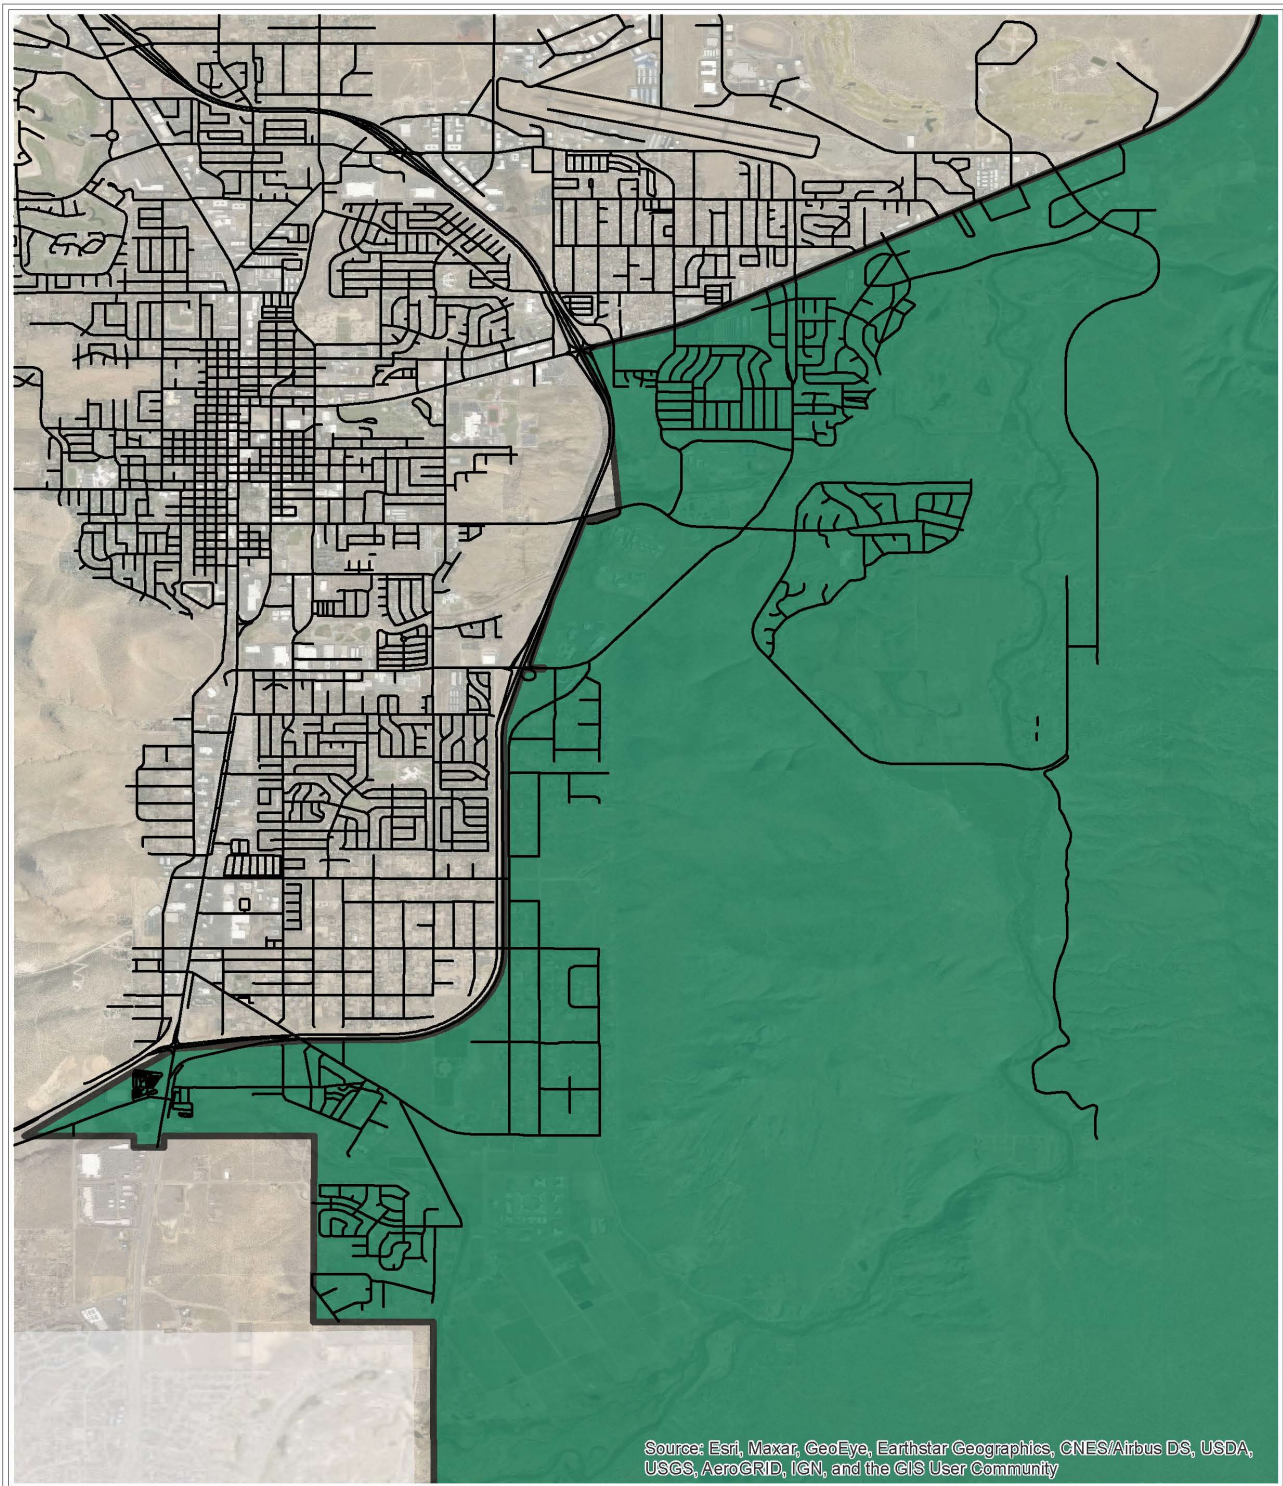 Source: Esri, Maxar, GeoEye, Earthstar Geographics, CNES/Airbus DS, USDA,
USGS, AeroGRID, IGN, and the GIS User Community